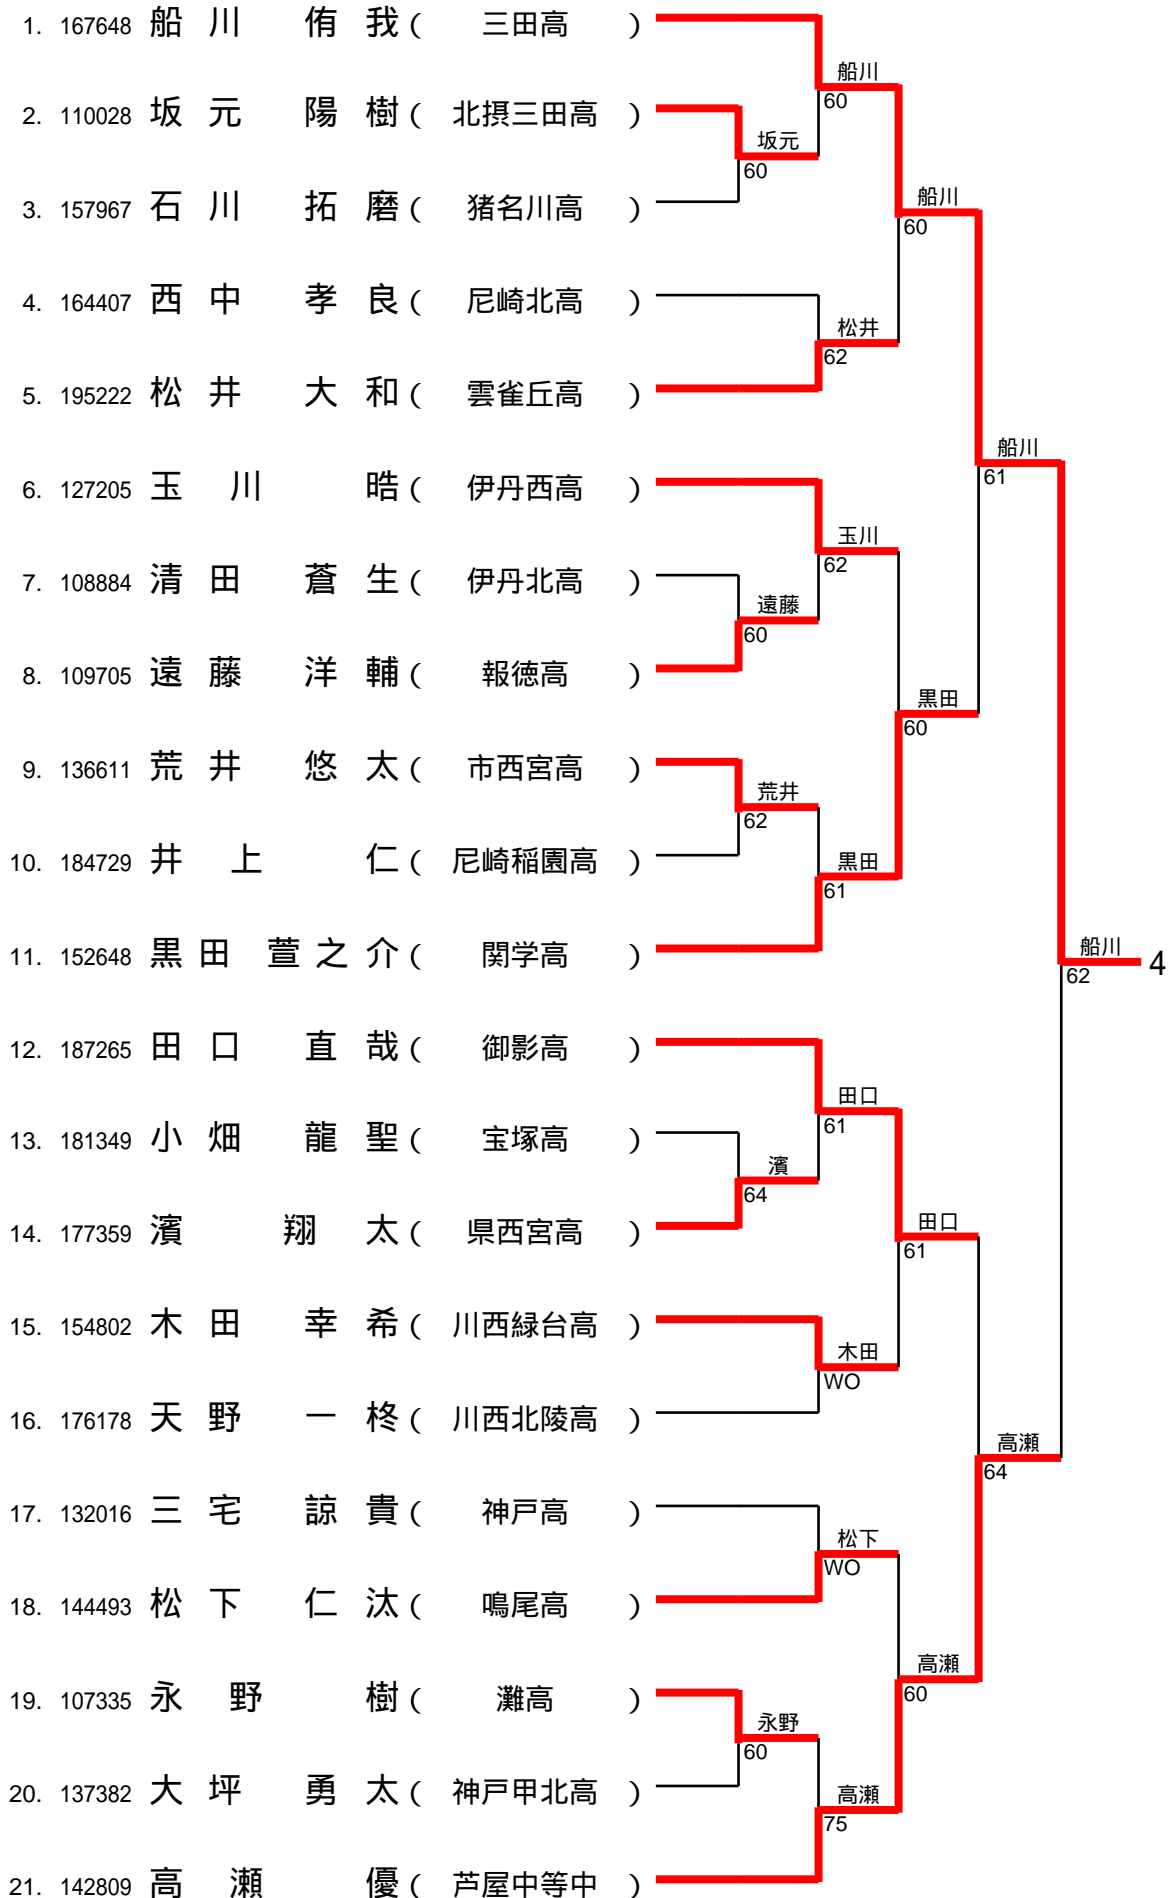 1. 167648 船川 侑我 ( 三田高 )
船川
60
2. 110028 坂元 陽樹 ( 北摂三田高 )
坂元
60
3. 157967 石川 拓磨 ( 猪名川高 )
船川
60
4. 164407 西中 孝良 ( 尼崎北高 )
松井
62
5. 195222 松井 大和 ( 雲雀丘高 )
船川
61
6. 127205 玉川 晧 ( 伊丹西高 )
玉川
62
7. 108884 清田 蒼生 ( 伊丹北高 )
遠藤
60
8. 109705 遠藤 洋輔 ( 報徳高 )
黒田
60
9. 136611 荒井 悠太 ( 市西宮高 )
荒井
62
10. 184729 井上 仁 ( 尼崎稲園高 )
黒田
61
11. 152648 黒田 萱之介 ( 関学高 )
船川
62
4
12. 187265 田口 直哉 ( 御影高 )
田口
61
13. 181349 小畑 龍聖 ( 宝塚高 )
濱
64
14. 177359 濱 翔太 ( 県西宮高 )
田口
61
15. 154802 木田 幸希 ( 川西緑台高 )
木田
WO
16. 176178 天野 一柊 ( 川西北陵高 )
高瀬
64
17. 132016 三宅 諒貴 ( 神戸高 )
松下
WO
18. 144493 松下 仁汰 ( 鳴尾高 )
高瀬
60
19. 107335 永野 樹 ( 灘高 )
永野
60
20. 137382 大坪 勇太 ( 神戸甲北高 )
高瀬
75
21. 142809 高瀬 優 ( 芦屋中等中 )